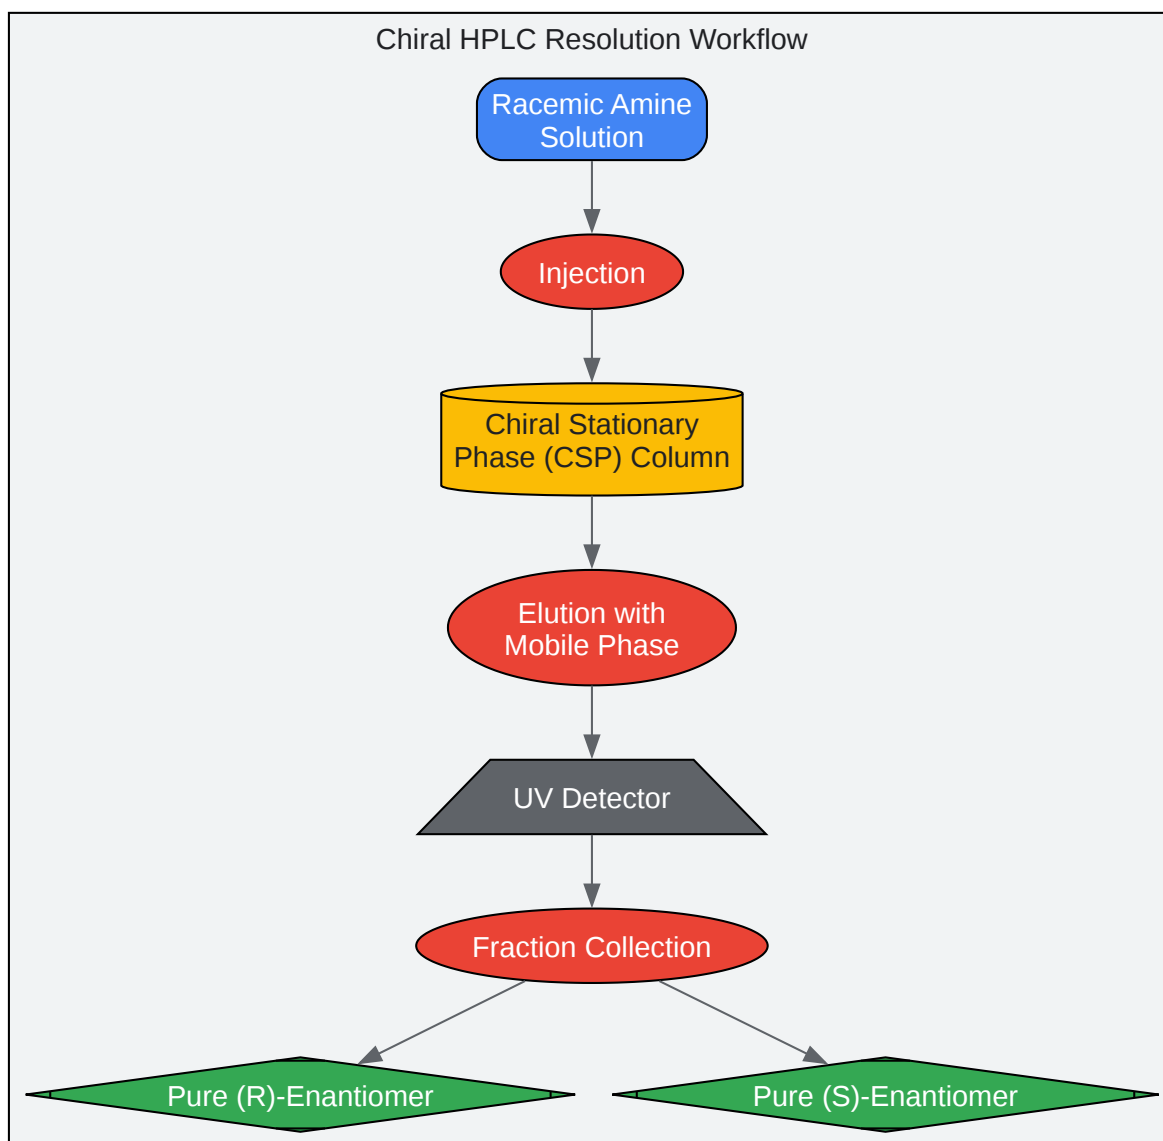 Chiral HPLC Resolution Workflow
Racemic Amine
Solution
Injection
Chiral Stationary
Phase (CSP) Column
Elution with
Mobile Phase
UV Detector
Fraction Collection
Pure (R)-Enantiomer
Pure (S)-Enantiomer